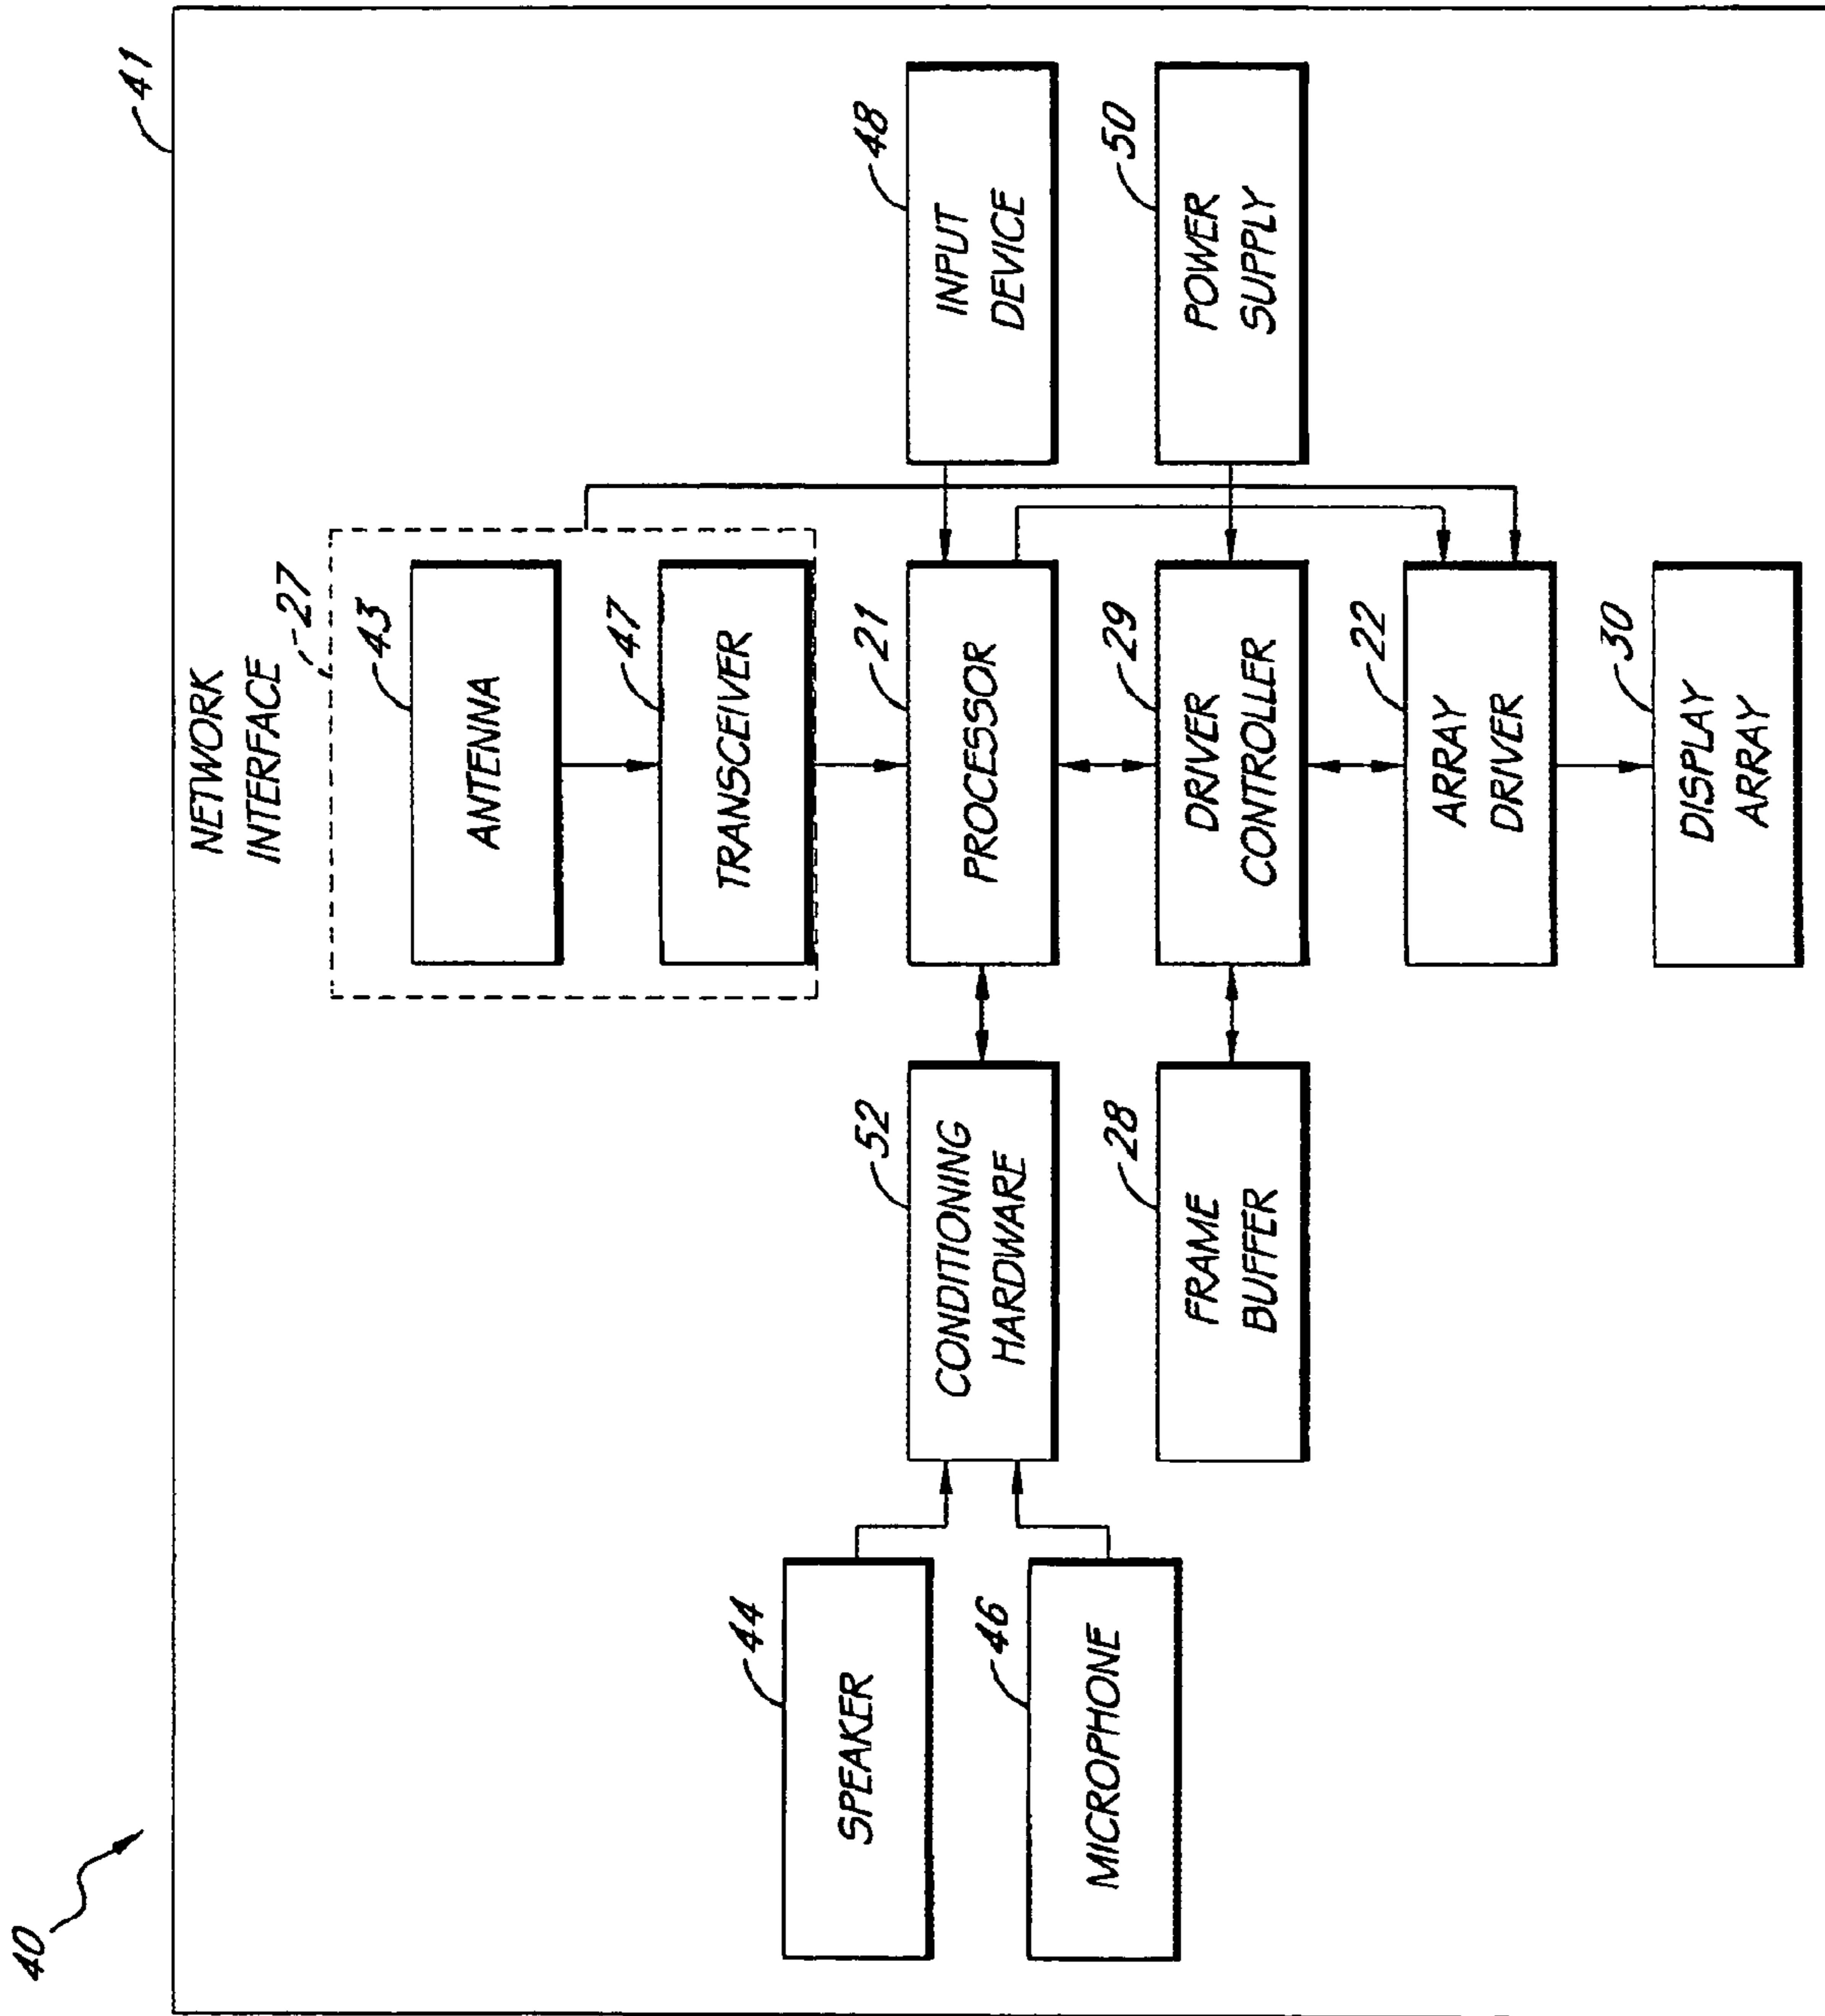 40
41
NETWORK
INTERFACE
27
43
ANTENNA
47
TRANSCEIVER
44
SPEAKER
46
MICROPHONE
52
CONDITIONING
HARDWARE
21
PROCESSOR
48
INPUT
DEVICE
28
FRAME
BUFFER
29
DRIVER
CONTROLLER
50
POWER
SUPPLY
22
ARRAY
DRIVER
30
DISPLAY
ARRAY